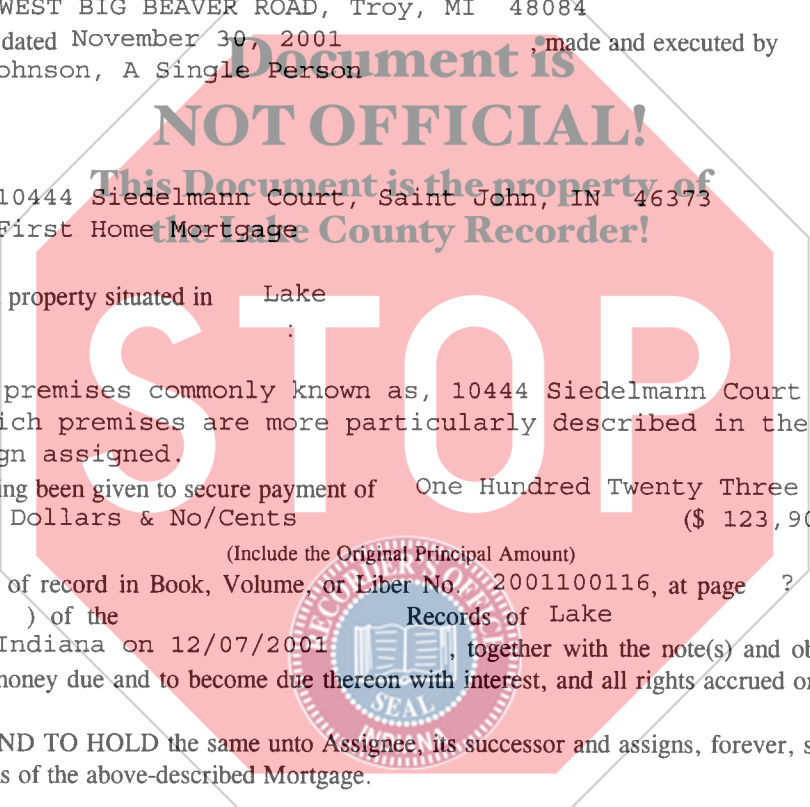 WEST BIG BEAVER ROAD, Troy, MI 48084
dated November 30, 2001 , made and executed by
ohnson, A Single Person
Document is
NOT OFFICIAL!
This Document is the property of
the Lake County Recorder!
10444 Siedelmann Court, Saint John, IN 46373
First Home Mortgage
property situated in Lake
:
STOP
premises commonly known as, 10444 Siedelmann Court
ich premises are more particularly described in the
gn assigned.
ing been given to secure payment of One Hundred Twenty Three
Dollars & No/Cents ($ 123,90
(Include the Original Principal Amount)
of record in Book, Volume, or Liber No. 2001100116, at page ?
) of the Records of Lake
Indiana on 12/07/2001 , together with the note(s) and ob
money due and to become due thereon with interest, and all rights accrued or
RECORDER'S OFFICE
SEAL
INDIANA
ND TO HOLD the same unto Assignee, its successor and assigns, forever, s
s of the above-described Mortgage.